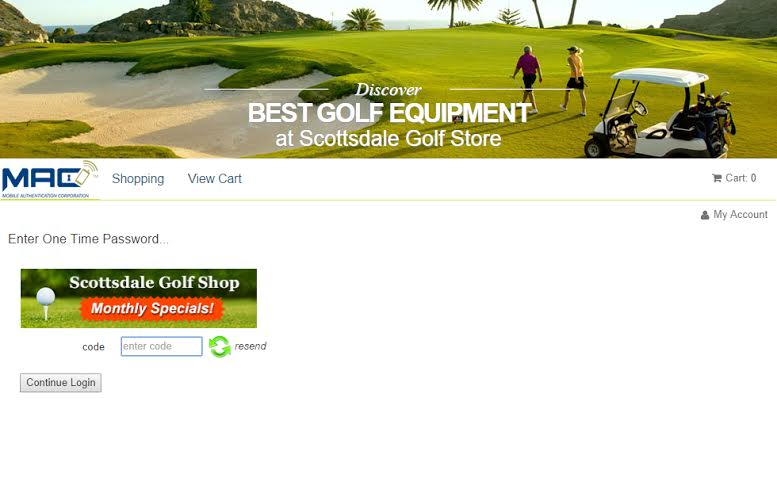 Discover
BEST GOLF EQUIPMENT
at Scottsdale Golf Store
MAC
MOBILE AUTHENTICATION CORPORATION
Shopping
View Cart
Cart: 0
My Account
Enter One Time Password...
Scottsdale Golf Shop
Monthly Specials!
code
enter code
resend
Continue Login